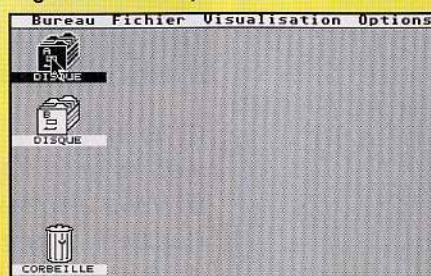 Bureau Fichier Visualisation Options
A
DISQUE
B
DISQUE
CORBEILLE